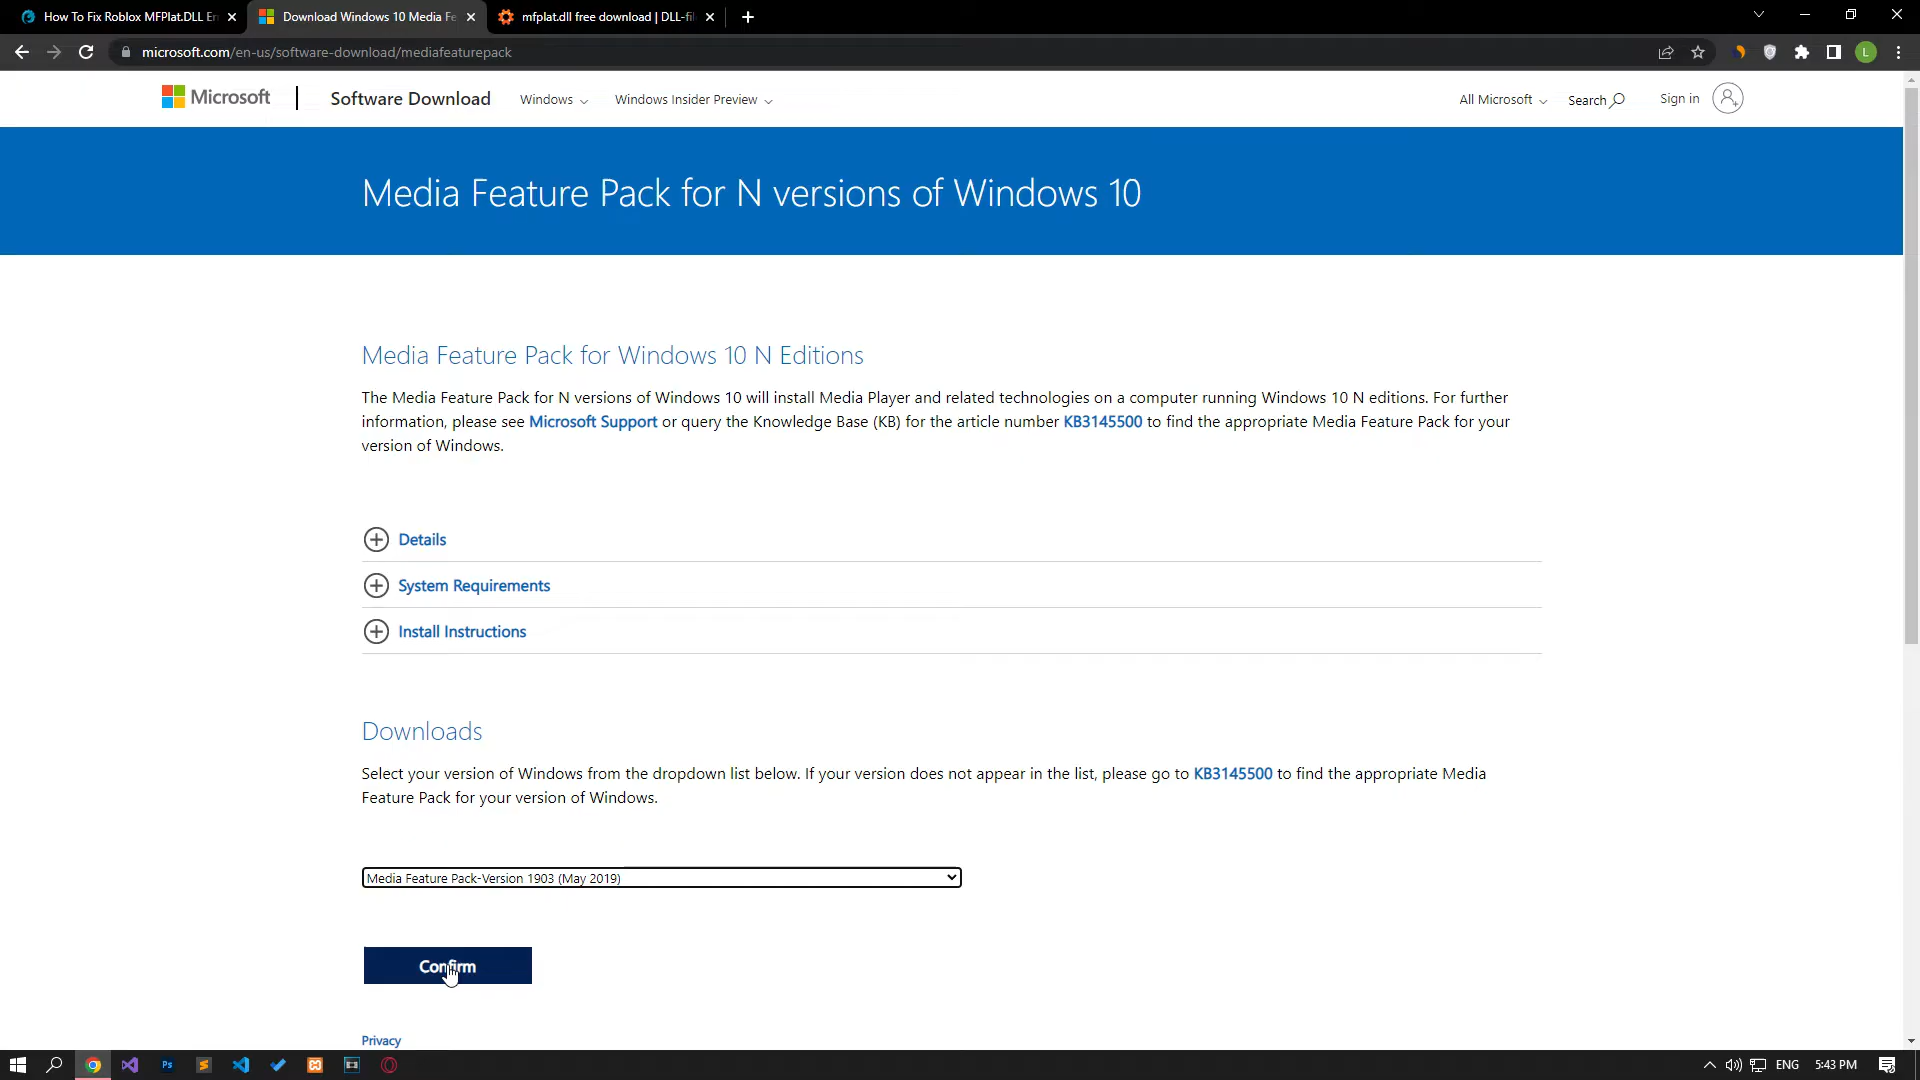 How To Fix Roblox MFPlat.DLL Er
Download Windows 10 Media Fe
mfplat.dll free download | DLL-fil
microsoft.com/en-us/software-download/mediafeaturepack
L
Microsoft
Software Download
Windows
Windows Insider Preview
All Microsoft
Search
Sign in
Media Feature Pack for N versions of Windows 10
Media Feature Pack for Windows 10 N Editions
The Media Feature Pack for N versions of Windows 10 will install Media Player and related technologies on a computer running Windows 10 N editions. For further
information, please see Microsoft Support or query the Knowledge Base (KB) for the article number KB3145500 to find the appropriate Media Feature Pack for your
version of Windows.
Details
System Requirements
Install Instructions
Downloads
Select your version of Windows from the dropdown list below. If your version does not appear in the list, please go to KB3145500 to find the appropriate Media
Feature Pack for your version of Windows.
Media Feature Pack-Version 1903 (May 2019)
Confirm
Privacy
Ps
ENG
5:43 PM